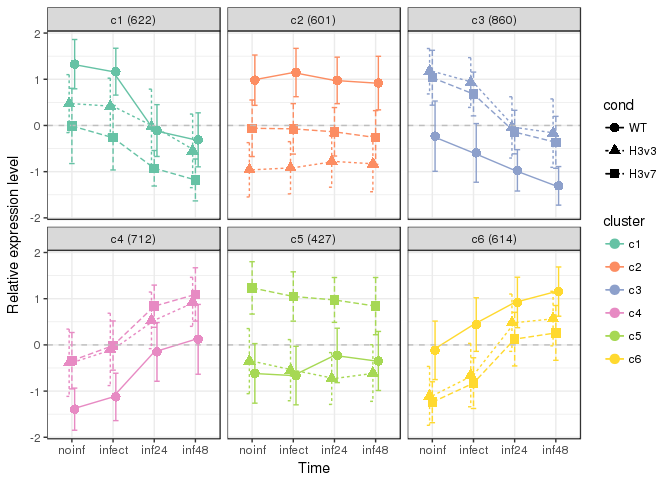 c1 (622)
c2 (601)
c3 (860)
2
1
0
-1
-2
c4 (712)
c5 (427)
c6 (614)
2
1
0
-1
-2
noinf infect inf24 inf48
noinf infect inf24 inf48
noinf infect inf24 inf48
Time
Relative expression level
cond
WT
H3v3
H3v7
cluster
c1
c2
c3
c4
c5
c6